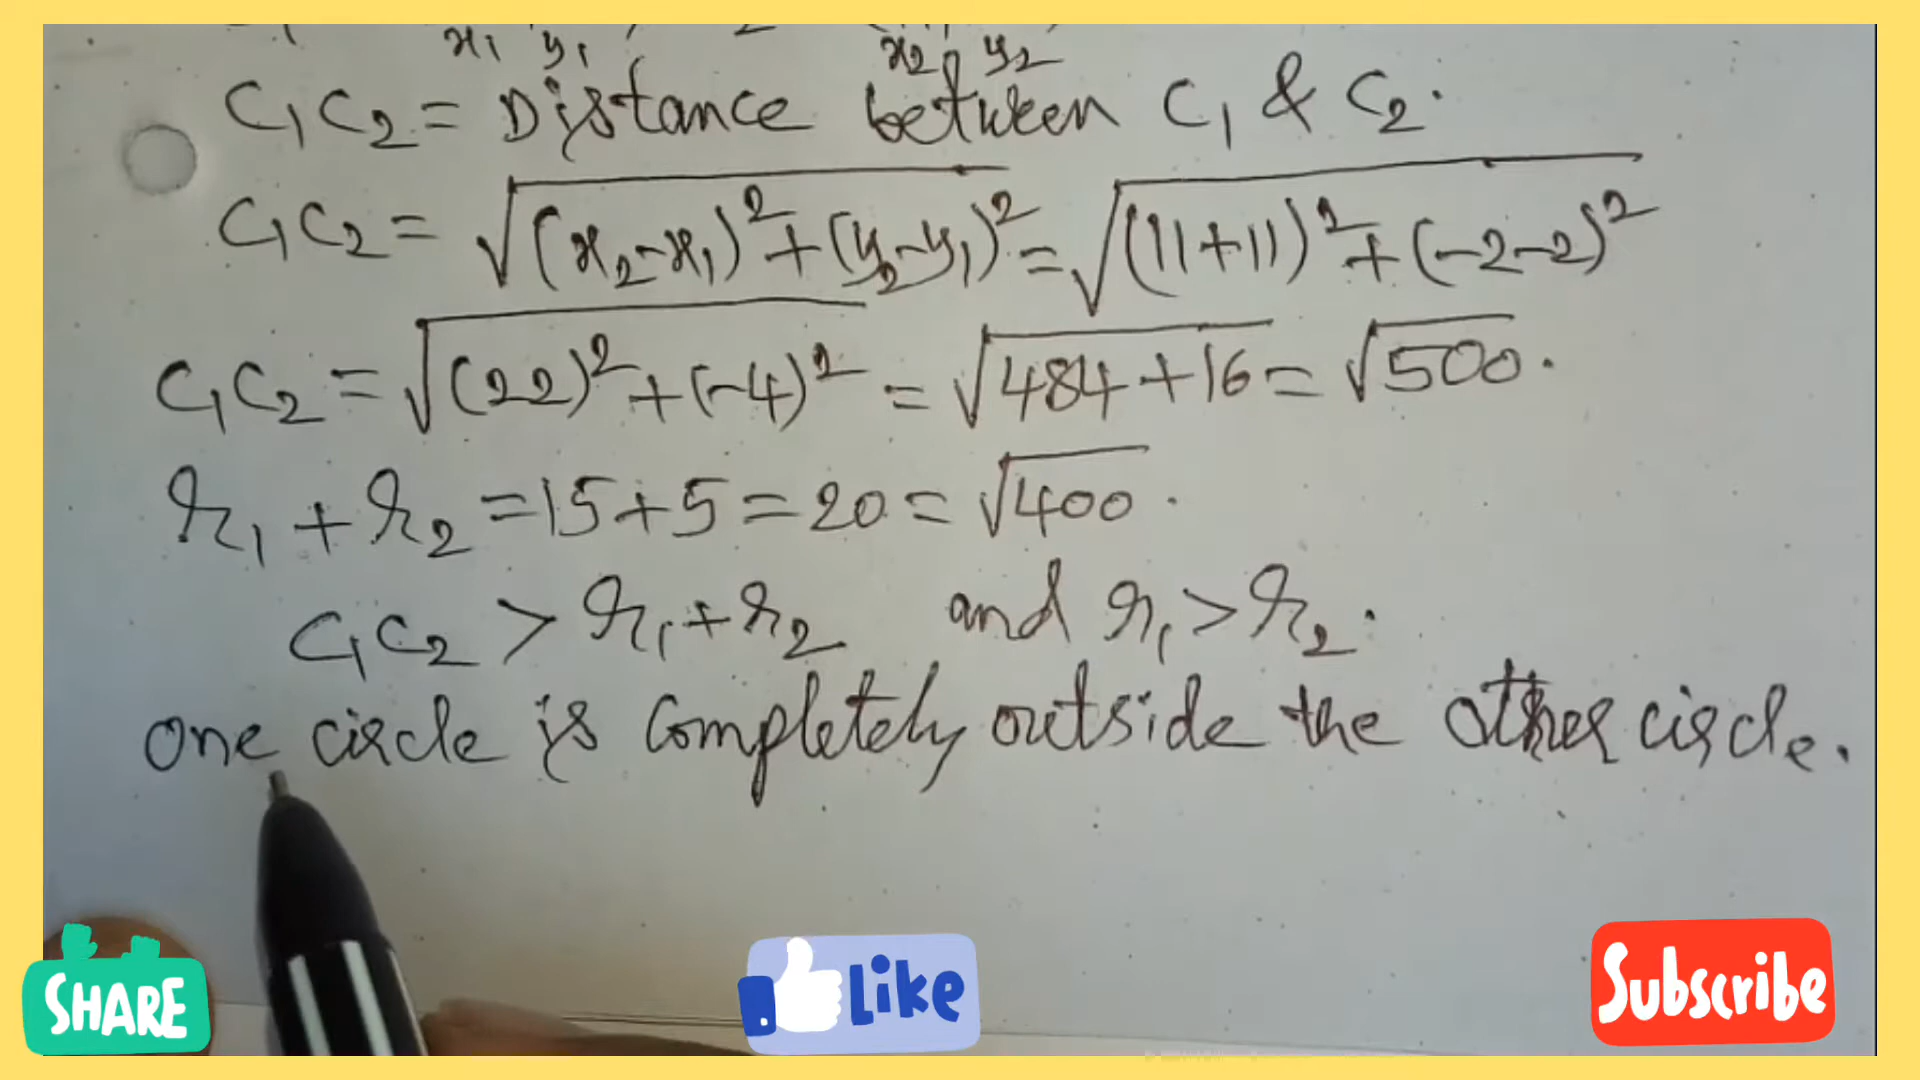 x₁ y₁ x₂ y₂
C₁C₂ = Distance between C₁ & C₂.
C₁C₂ = √((x₂-x₁)²+(y₂-y₁)²) = √((11+11)²+(-2-2)²)
C₁C₂ = √((22)²+(-4)²) = √(484+16) = √500.
r₁+r₂ = 15+5 = 20 = √400.
C₁C₂ > r₁+r₂ and r₁>r₂.
One circle is completely outside the other circle.
SHARE
Like
Subscribe